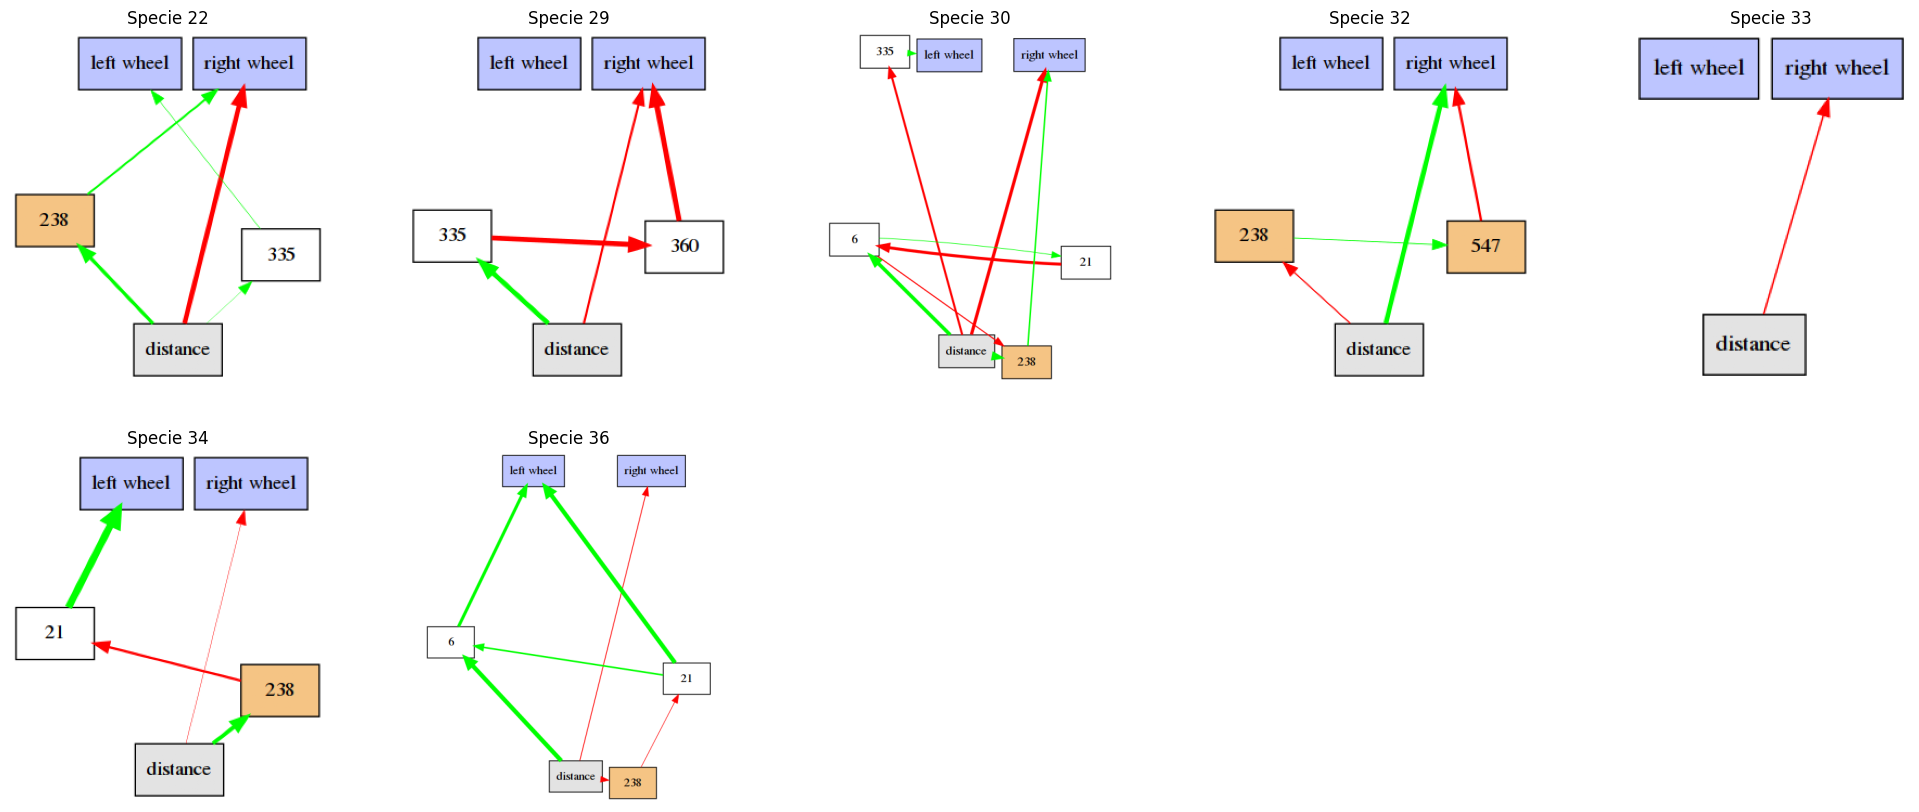 Specie 22
left wheel
right wheel
238
335
distance
Specie 29
left wheel
right wheel
335
360
distance
Specie 30
335
left wheel
right wheel
6
21
distance
238
Specie 32
left wheel
right wheel
238
547
distance
Specie 33
left wheel
right wheel
distance
Specie 34
left wheel
right wheel
21
238
distance
Specie 36
left wheel
right wheel
6
21
distance
238